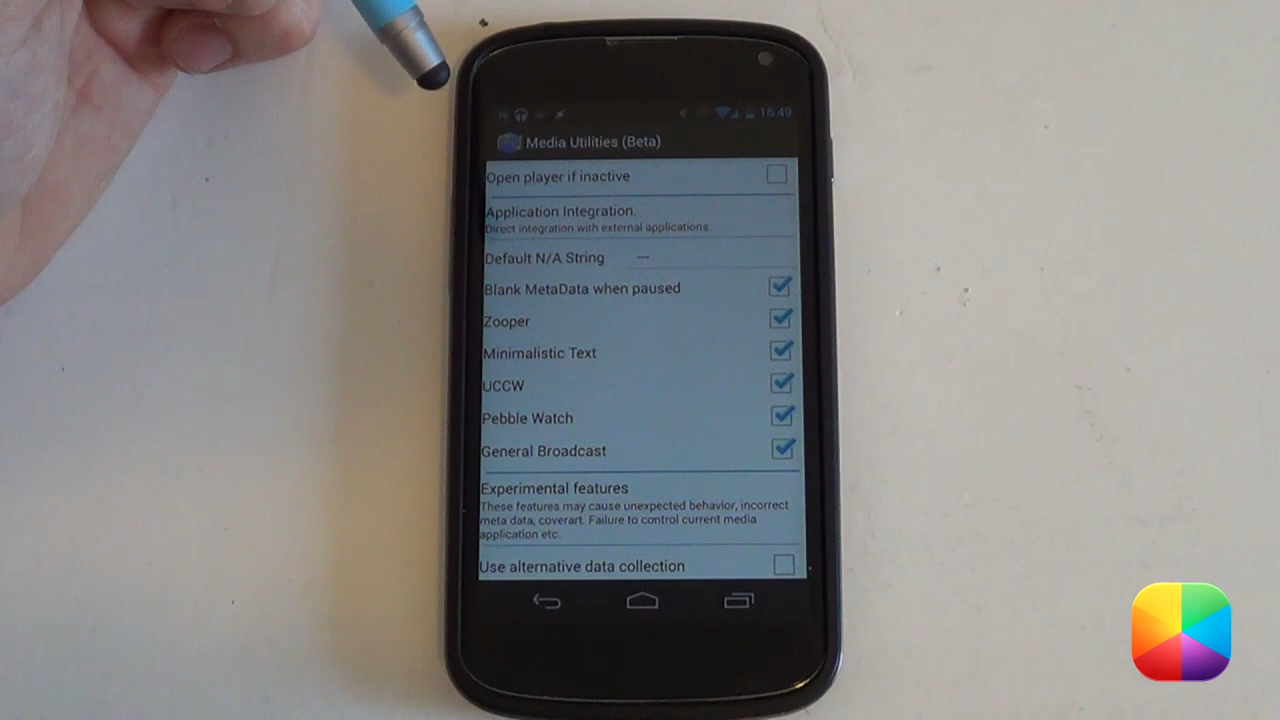 16:49
Media Utilities (Beta)
Open player if inactive
Application Integration.
Direct integration with external applications.
Default N/A String —
Blank MetaData when paused
Zooper
Minimalistic Text
UCCW
Pebble Watch
General Broadcast
Experimental features
These features may cause unexpected behavior, incorrect
meta data, coverart. Failure to control current media
application etc.
Use alternative data collection